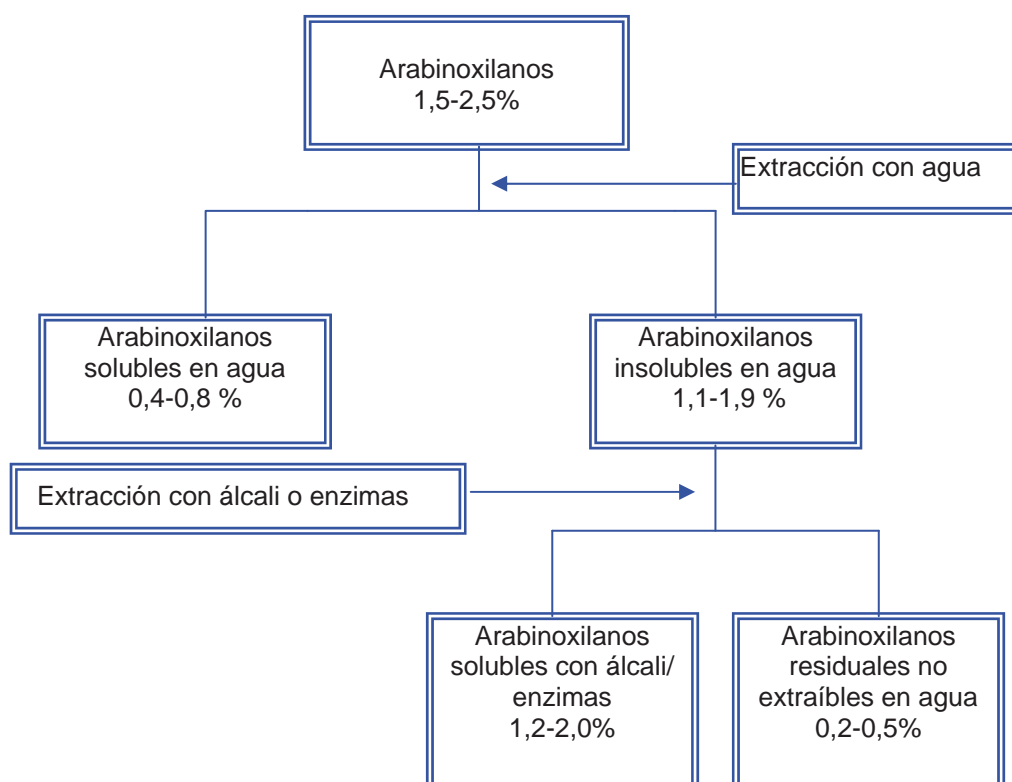 Arabinoxilanos
1,5-2,5%
Extracción con agua
Arabinoxilanos
solubles en agua
0,4-0,8 %
Arabinoxilanos
insolubles en agua
1,1-1,9 %
Extracción con álcali o enzimas
Arabinoxilanos
solubles con álcali/
enzimas
1,2-2,0%
Arabinoxilanos
residuales no
extraíbles en agua
0,2-0,5%